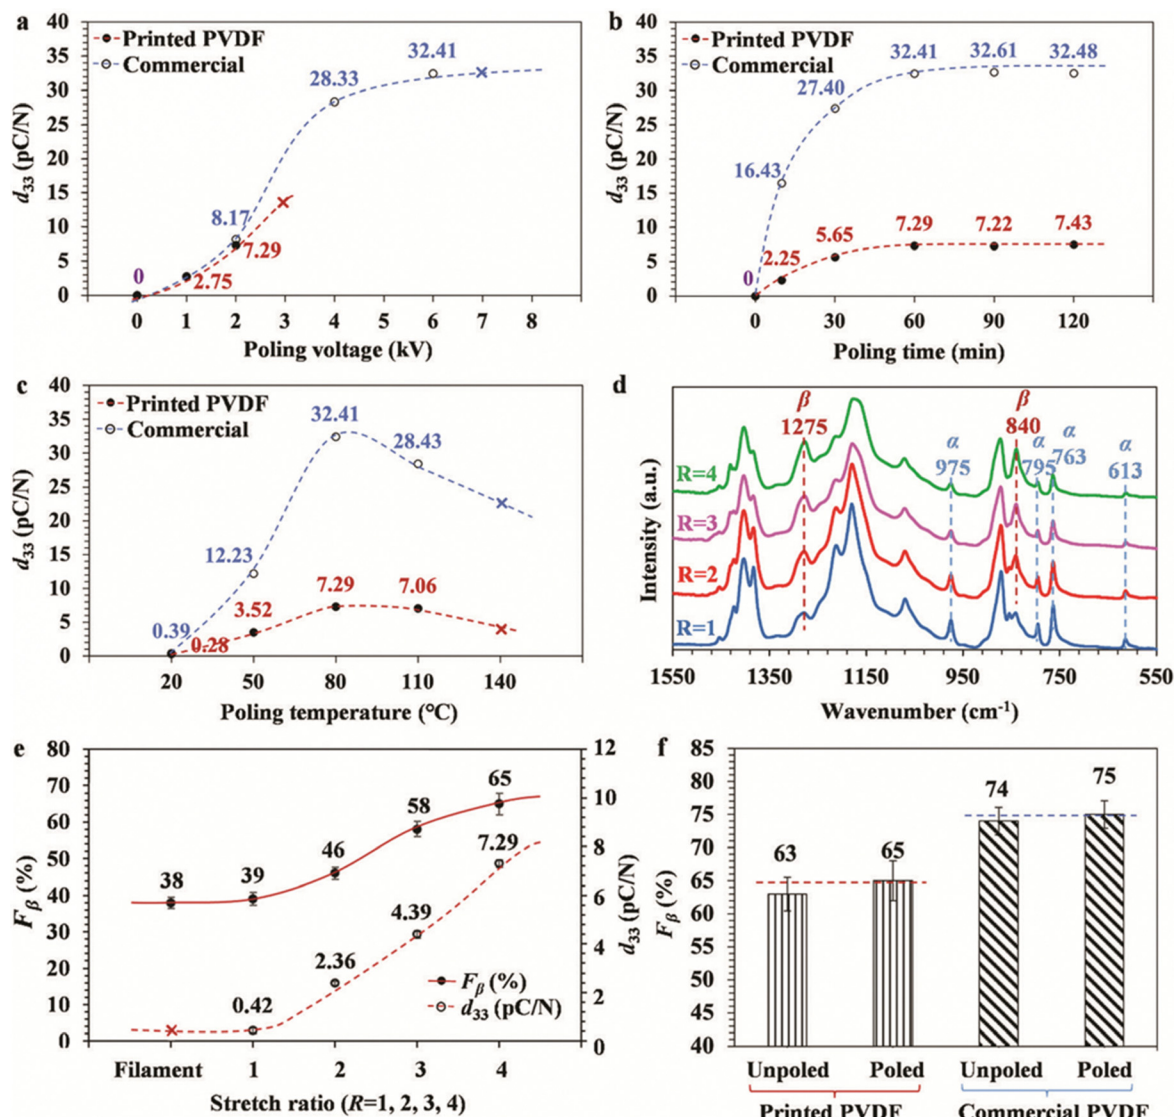 a
40
35
30
25
20
15
10
5
0
d33 (pC/N)
Printed PVDF
Commercial
0
2.75
8.17
7.29
28.33
32.41
0 1 2 3 4 5 6 7 8
Poling voltage (kV)
b
40
35
30
25
20
15
10
5
0
d33 (pC/N)
Printed PVDF
Commercial
0
16.43
27.40
32.41 32.61 32.48
2.25
5.65
7.29 7.22 7.43
0 30 60 90 120
Poling time (min)
c
40
35
30
25
20
15
10
5
0
d33 (pC/N)
Printed PVDF
Commercial
0.39
12.23
32.41
28.43
0.28
3.52
7.29
7.06
20 50 80 110 140
Poling temperature (°C)
d
Intensity (a.u.)
β
1275
α
975
β
840
α
795
α
763
α
613
R=4
R=3
R=2
R=1
1550 1350 1150 950 750 550
Wavenumber (cm-1)
e
80
70
60
50
40
30
20
10
0
Fβ (%)
12
10
8
6
4
2
0
d33 (pC/N)
38
39
46
58
65
0.42
2.36
4.39
7.29
Fβ (%)
d33 (pC/N)
Filament 1 2 3 4
Stretch ratio (R=1, 2, 3, 4)
f
85
80
75
70
65
60
55
50
45
40
Fβ (%)
63
65
74
75
Unpoled Poled Unpoled Poled
Printed PVDF Commercial PVDF